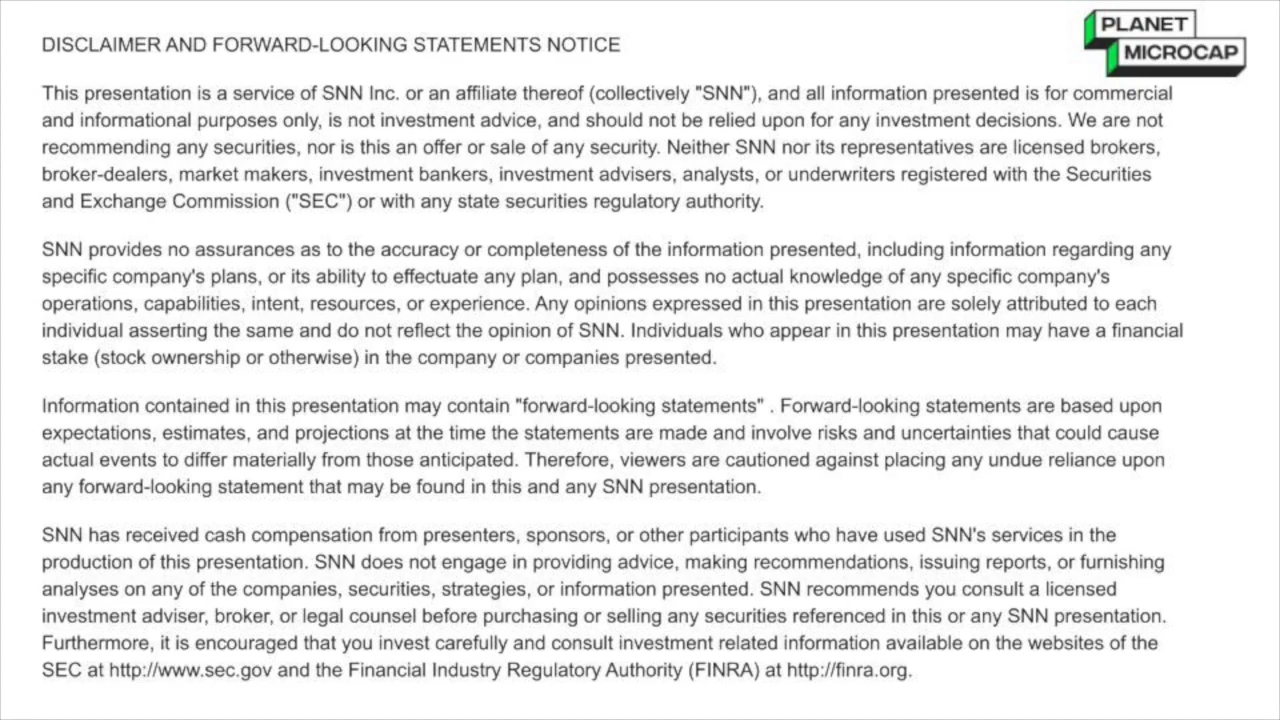 PLANET
MICROCAP
DISCLAIMER AND FORWARD-LOOKING STATEMENTS NOTICE
This presentation is a service of SNN Inc. or an affiliate thereof (collectively "SNN"), and all information presented is for commercial
and informational purposes only, is not investment advice, and should not be relied upon for any investment decisions. We are not
recommending any securities, nor is this an offer or sale of any security. Neither SNN nor its representatives are licensed brokers,
broker-dealers, market makers, investment bankers, investment advisers, analysts, or underwriters registered with the Securities
and Exchange Commission ("SEC") or with any state securities regulatory authority.
SNN provides no assurances as to the accuracy or completeness of the information presented, including information regarding any
specific company's plans, or its ability to effectuate any plan, and possesses no actual knowledge of any specific company's
operations, capabilities, intent, resources, or experience. Any opinions expressed in this presentation are solely attributed to each
individual asserting the same and do not reflect the opinion of SNN. Individuals who appear in this presentation may have a financial
stake (stock ownership or otherwise) in the company or companies presented.
Information contained in this presentation may contain "forward-looking statements" . Forward-looking statements are based upon
expectations, estimates, and projections at the time the statements are made and involve risks and uncertainties that could cause
actual events to differ materially from those anticipated. Therefore, viewers are cautioned against placing any undue reliance upon
any forward-looking statement that may be found in this and any SNN presentation.
SNN has received cash compensation from presenters, sponsors, or other participants who have used SNN's services in the
production of this presentation. SNN does not engage in providing advice, making recommendations, issuing reports, or furnishing
analyses on any of the companies, securities, strategies, or information presented. SNN recommends you consult a licensed
investment adviser, broker, or legal counsel before purchasing or selling any securities referenced in this or any SNN presentation.
Furthermore, it is encouraged that you invest carefully and consult investment related information available on the websites of the
SEC at http://www.sec.gov and the Financial Industry Regulatory Authority (FINRA) at http://finra.org.